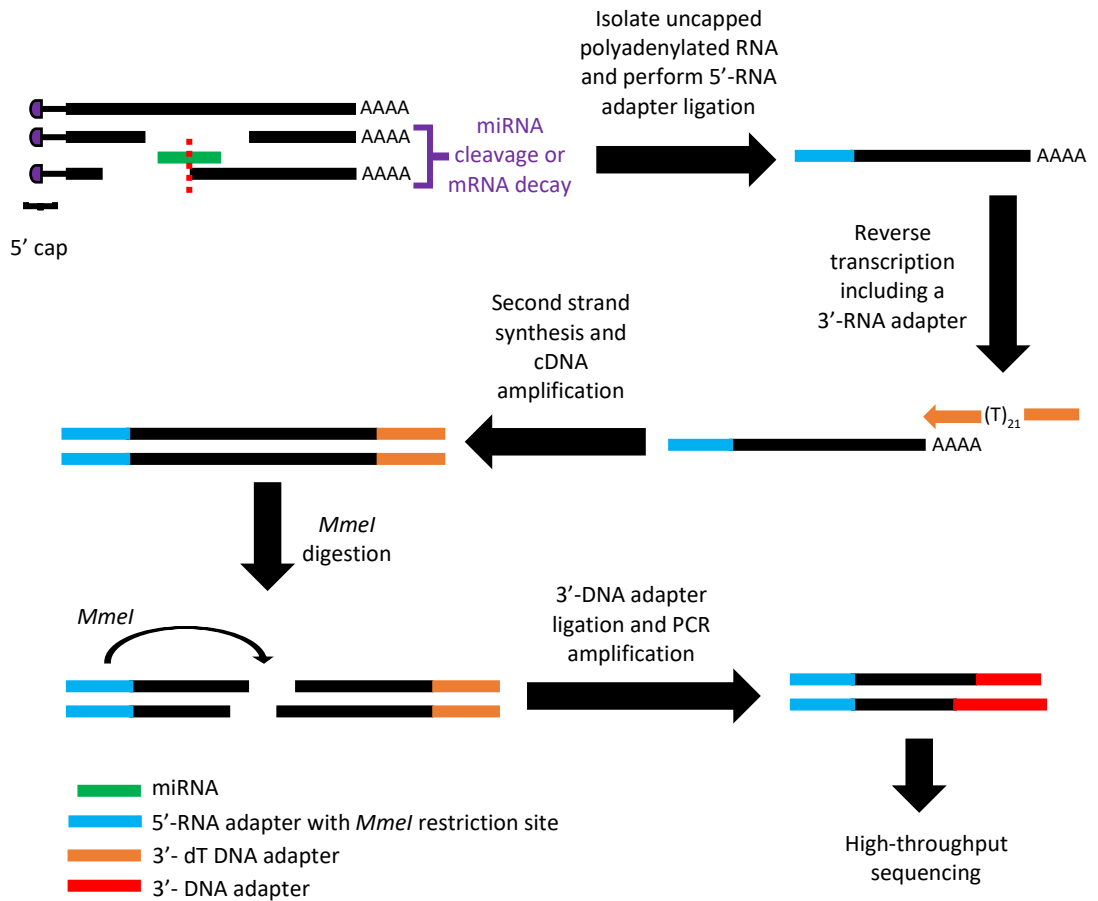 Isolate uncapped
polyadenylated RNA
and perform 5’-RNA
adapter ligation
AAAA
AAAA
AAAA
miRNA
cleavage or
mRNA decay
5’ cap
AAAA
Reverse
transcription
including a
3’-RNA adapter
(T)21
AAAA
Second strand
synthesis and
cDNA
amplification
MmeI
digestion
MmeI
3’-DNA adapter
ligation and PCR
amplification
High-throughput
sequencing
miRNA
5’-RNA adapter with MmeI restriction site
3’- dT DNA adapter
3’- DNA adapter